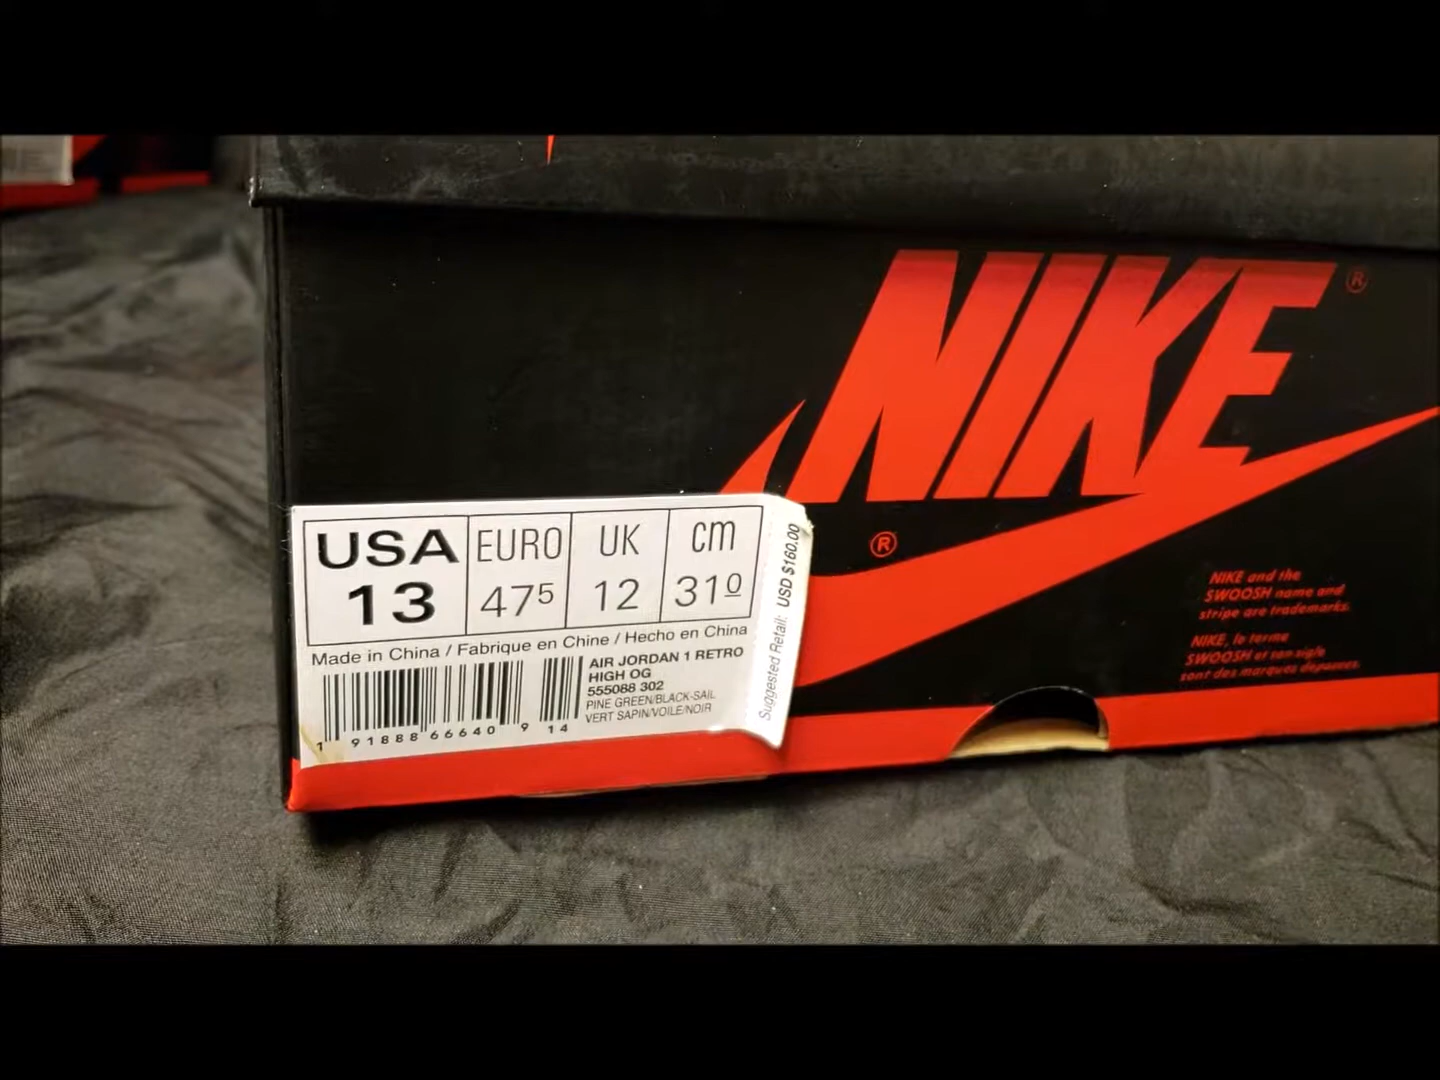 NIKE ®
®
USA EURO UK cm
13 47⁵ 12 31⁰
Made in China / Fabrique en Chine / Hecho en China
AIR JORDAN 1 RETRO
HIGH OG
555088 302
PINE GREEN/BLACK-SAIL
VERT SAPIN/VOILE/NOIR
1 91888 66640 9 14
Suggested Retail: USD $160.00
NIKE and the
SWOOSH name and
stripe are trademarks.
NIKE, le terme
SWOOSH et son sigle
sont des marques deposees.